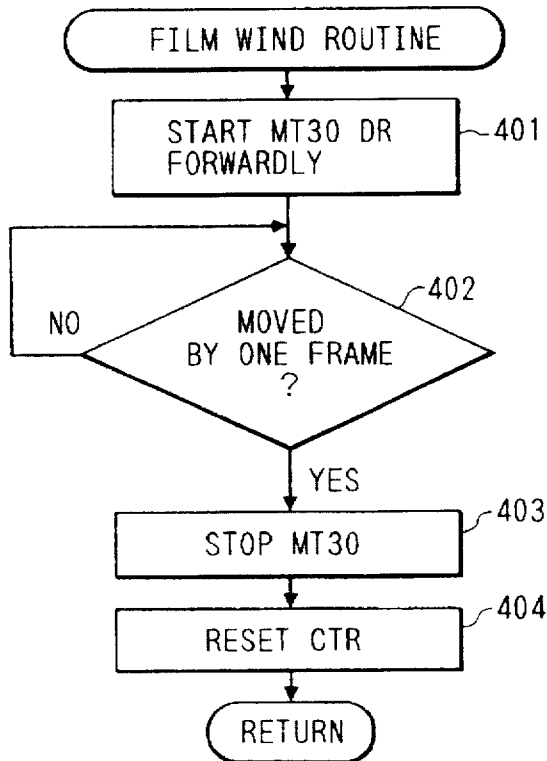 FILM WIND ROUTINE
START MT30 DR
FORWARDLY
401
402
NO
MOVED
BY ONE FRAME
?
YES
403
STOP MT30
404
RESET CTR
RETURN